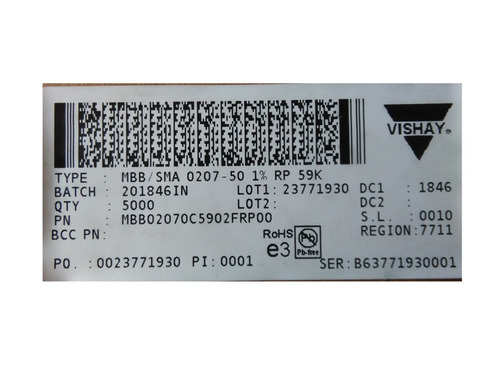 VISHAY®
TYPE : MBB/SMA 0207-50 1% RP 59K
BATCH : 201846IN LOT1: 23771930 DC1 : 1846
QTY : 5000 LOT2: DC2 :
PN : MBB02070C5902FRP00 S.L. : 0010
BCC PN: RoHS REGION: 7711
e3 Pb-free
PO. : 0023771930 PI: 0001 SER: B63771930001